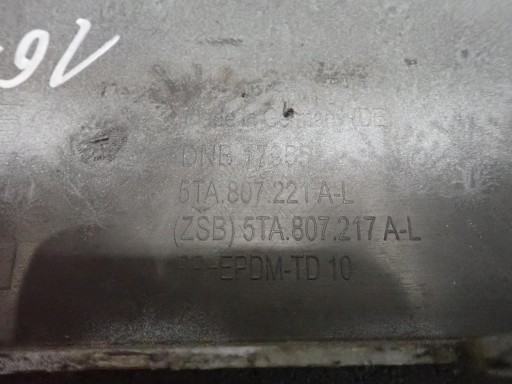 16
Made in Germany (DE)
DNB 17355
5TA.807.221 A-L
(ZSB) 5TA.807.217 A-L
PP-EPDM-TD 10